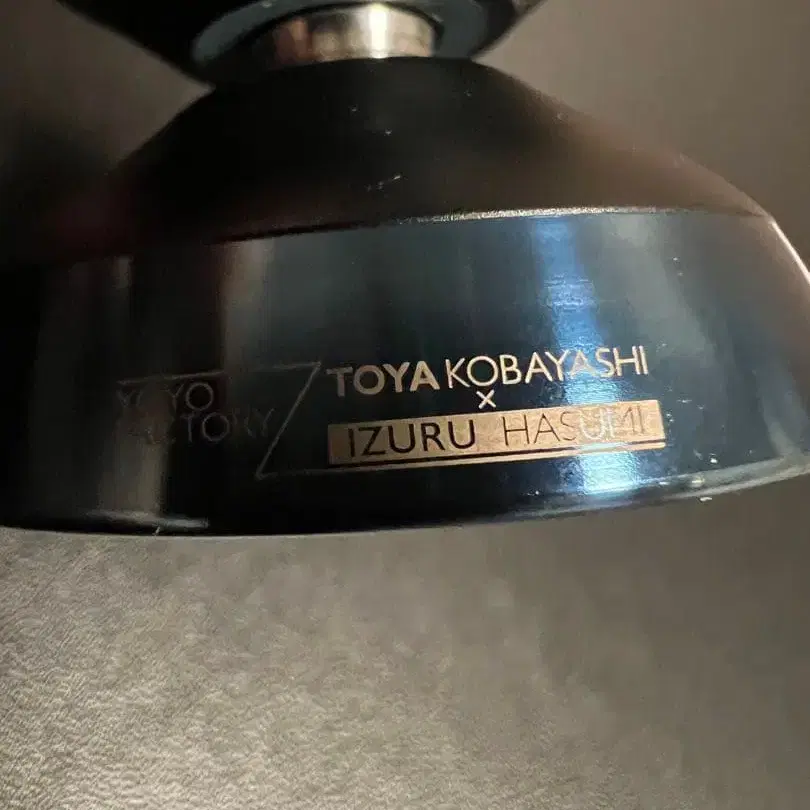 YOYO
FACTORY
TOYA KOBAYASHI
×
IZURU HASUMI